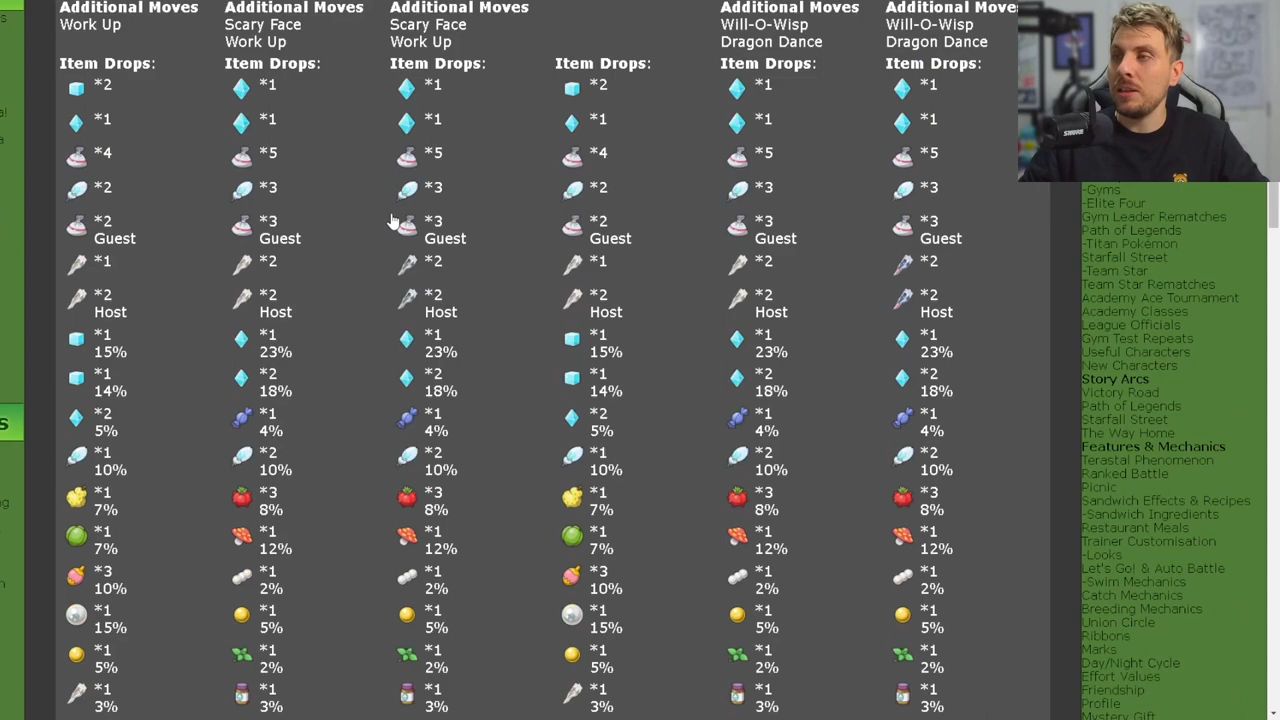 Additional Moves
Work Up
Item Drops:
*2
*1
*4
*2
*2
Guest
*1
*2
Host
*1
15%
*1
14%
*2
5%
*1
10%
*1
7%
*1
7%
*3
10%
*1
15%
*1
5%
*1
3%
Additional Moves
Scary Face
Work Up
Item Drops:
*1
*1
*5
*3
*3
Guest
*2
*2
Host
*1
23%
*2
18%
*1
4%
*2
10%
*3
8%
*1
12%
*1
2%
*1
5%
*1
2%
*1
3%
Additional Moves
Scary Face
Work Up
Item Drops:
*1
*1
*5
*3
*3
Guest
*2
*2
Host
*1
23%
*2
18%
*1
4%
*2
10%
*3
8%
*1
12%
*1
2%
*1
5%
*1
2%
*1
3%
Item Drops:
*2
*1
*4
*2
*2
Guest
*1
*2
Host
*1
15%
*1
14%
*2
5%
*1
10%
*1
7%
*1
7%
*3
10%
*1
15%
*1
5%
*1
3%
Additional Moves
Will-O-Wisp
Dragon Dance
Item Drops:
*1
*1
*5
*3
*3
Guest
*2
*2
Host
*1
23%
*2
18%
*1
4%
*2
10%
*3
8%
*1
12%
*1
2%
*1
5%
*1
2%
*1
3%
Additional Moves
Will-O-Wisp
Dragon Dance
Item Drops:
*1
*1
*5
*3
*3
Guest
*2
*2
Host
*1
23%
*2
18%
*1
4%
*2
10%
*3
8%
*1
12%
*1
2%
*1
5%
*1
2%
*1
3%
SHURE
-Gyms
-Elite Four
Gym Leader Rematches
Path of Legends
-Titan Pokémon
Starfall Street
-Team Star
Team Star Rematches
Academy Ace Tournament
Academy Classes
League Officials
Gym Test Repeats
Useful Characters
New Characters
Story Arcs
Victory Road
Path of Legends
Starfall Street
The Way Home
Features & Mechanics
Terastal Phenomenon
Ranked Battle
Picnic
Sandwich Effects & Recipes
-Sandwich Ingredients
Restaurant Meals
Trainer Customisation
-Looks
Let's Go! & Auto Battle
-Swim Mechanics
Catch Mechanics
Breeding Mechanics
Union Circle
Ribbons
Marks
Day/Night Cycle
Effort Values
Friendship
Profile
Mystery Gift